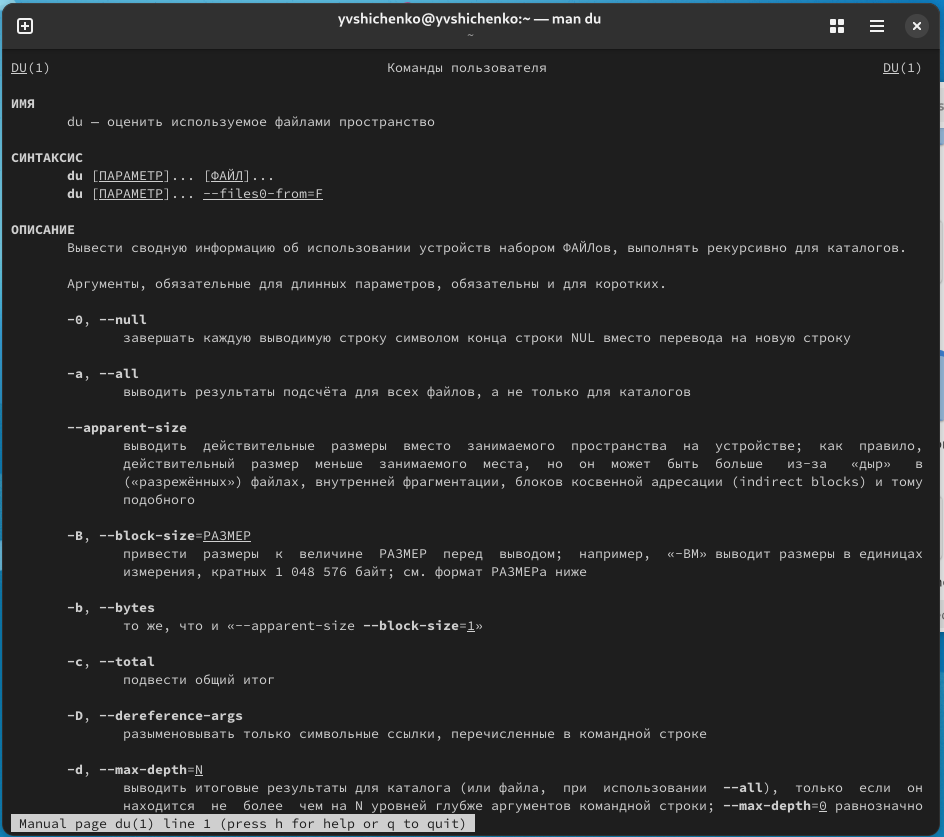 yvshichenko@yvshichenko:~ — man du
~
DU(1) Команды пользователя DU(1)
ИМЯ
du — оценить используемое файлами пространство
СИНТАКСИС
du [ПАРАМЕТР]... [ФАЙЛ]...
du [ПАРАМЕТР]... --files0-from=F
ОПИСАНИЕ
Вывести сводную информацию об использовании устройств набором ФАЙЛов, выполнять рекурсивно для каталогов.
Аргументы, обязательные для длинных параметров, обязательны и для коротких.
-0, --null
завершать каждую выводимую строку символом конца строки NUL вместо перевода на новую строку
-a, --all
выводить результаты подсчёта для всех файлов, а не только для каталогов
--apparent-size
выводить действительные размеры вместо занимаемого пространства на устройстве; как правило,
действительный размер меньше занимаемого места, но он может быть больше из-за «дыр» в
(«разрежённых») файлах, внутренней фрагментации, блоков косвенной адресации (indirect blocks) и тому
подобного
-B, --block-size=РАЗМЕР
привести размеры к величине РАЗМЕР перед выводом; например, «-BM» выводит размеры в единицах
измерения, кратных 1 048 576 байт; см. формат РАЗМЕРа ниже
-b, --bytes
то же, что и «--apparent-size --block-size=1»
-c, --total
подвести общий итог
-D, --dereference-args
разыменовывать только символьные ссылки, перечисленные в командной строке
-d, --max-depth=N
выводить итоговые результаты для каталога (или файла, при использовании --all), только если он
находится не более чем на N уровней глубже аргументов командной строки; --max-depth=0 равнозначно
Manual page du(1) line 1 (press h for help or q to quit)